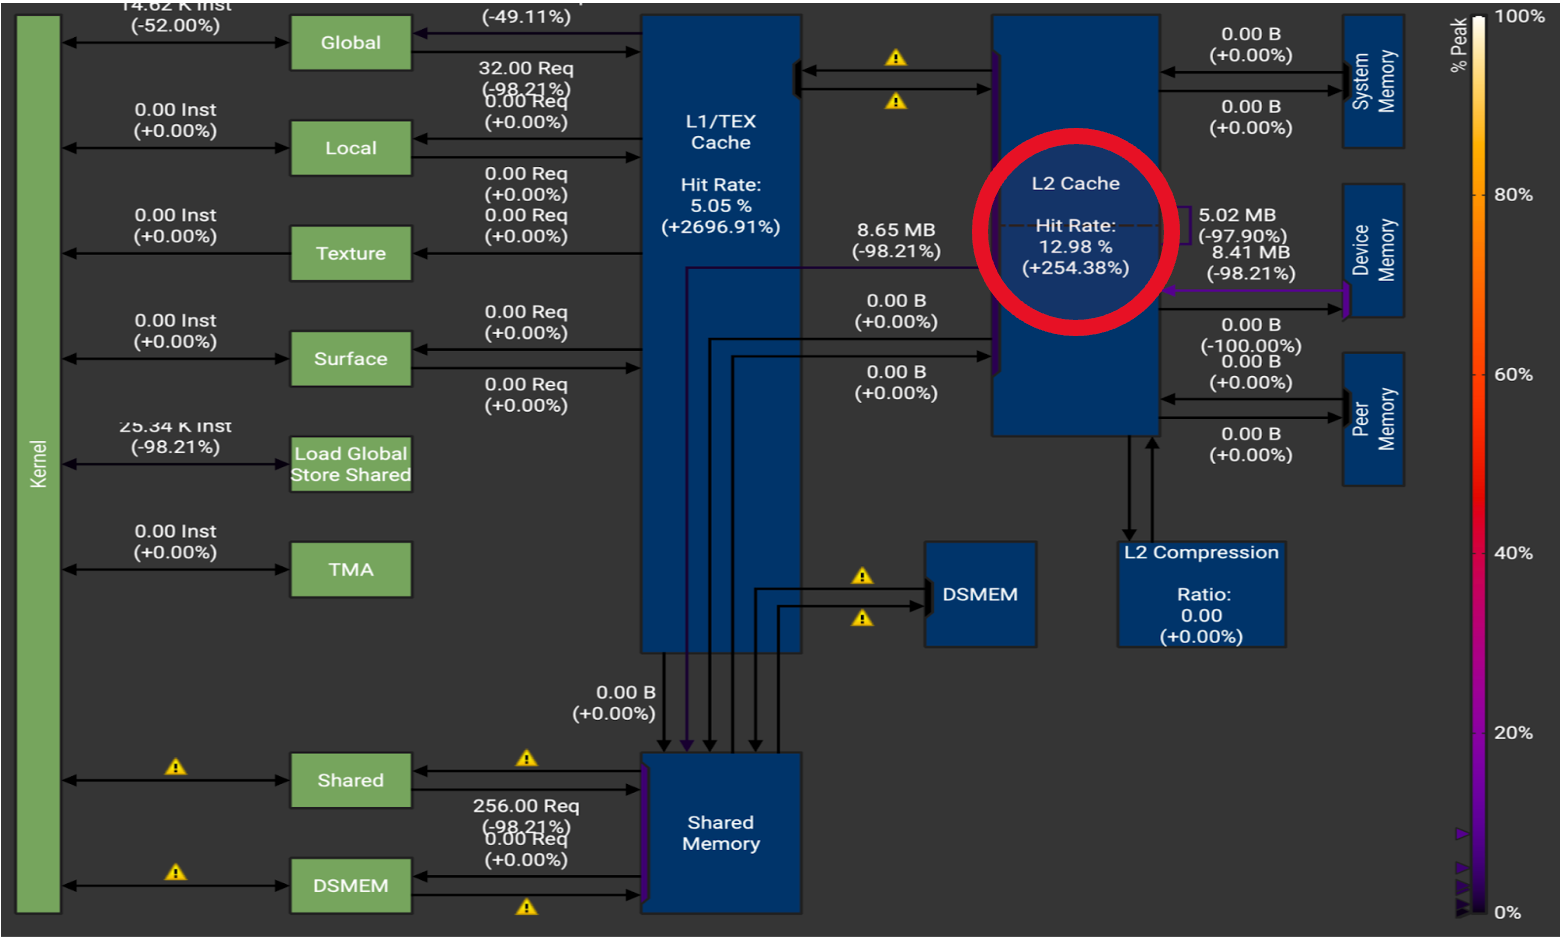 14.62 K Inst
(-52.00%)
Global
(-49.11%)
32.00 Req
(-98.21%)
0.00 Inst
(+0.00%)
Local
0.00 Req
(+0.00%)
0.00 Req
(+0.00%)
0.00 Inst
(+0.00%)
Texture
0.00 Req
(+0.00%)
0.00 Inst
(+0.00%)
Surface
0.00 Req
(+0.00%)
0.00 Req
(+0.00%)
25.34 K Inst
(-98.21%)
Load Global
Store Shared
0.00 Inst
(+0.00%)
TMA
Kernel
Shared
256.00 Req
(-98.21%)
0.00 Req
(+0.00%)
DSMEM
L1/TEX
Cache
Hit Rate:
5.05 %
(+2696.91%)
8.65 MB
(-98.21%)
0.00 B
(+0.00%)
0.00 B
(+0.00%)
0.00 B
(+0.00%)
Shared
Memory
DSMEM
L2 Cache
Hit Rate:
12.98 %
(+254.38%)
L2 Compression
Ratio:
0.00
(+0.00%)
0.00 B
(+0.00%)
0.00 B
(+0.00%)
System
Memory
5.02 MB
(-97.90%)
8.41 MB
(-98.21%)
0.00 B
(-100.00%)
Device
Memory
0.00 B
(+0.00%)
0.00 B
(+0.00%)
Peer
Memory
% Peak
100%
80%
60%
40%
20%
0%